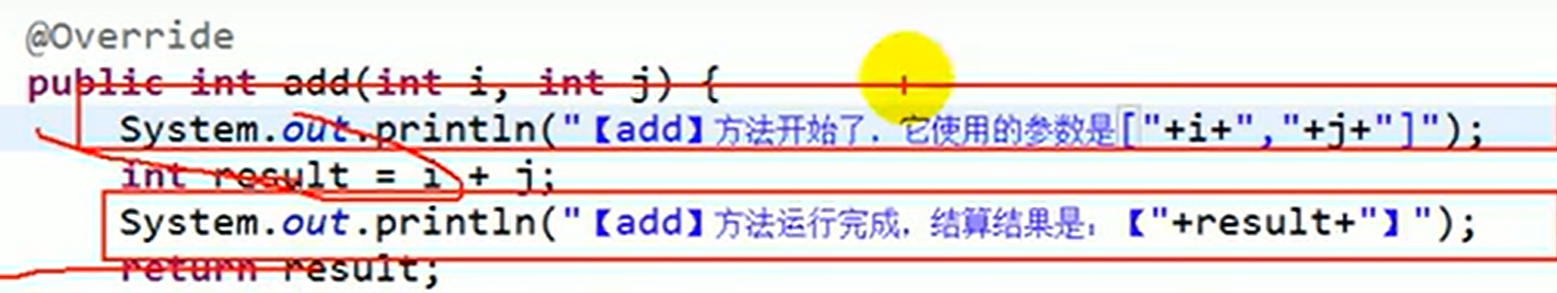 @Override
public int add(int i, int j) {
System.out.println("【add】方法开始了，它使用的参数是["+i+","+j+"]");
int result = i + j;
System.out.println("【add】方法运行完成，结算结果是：【"+result+"】");
return result;